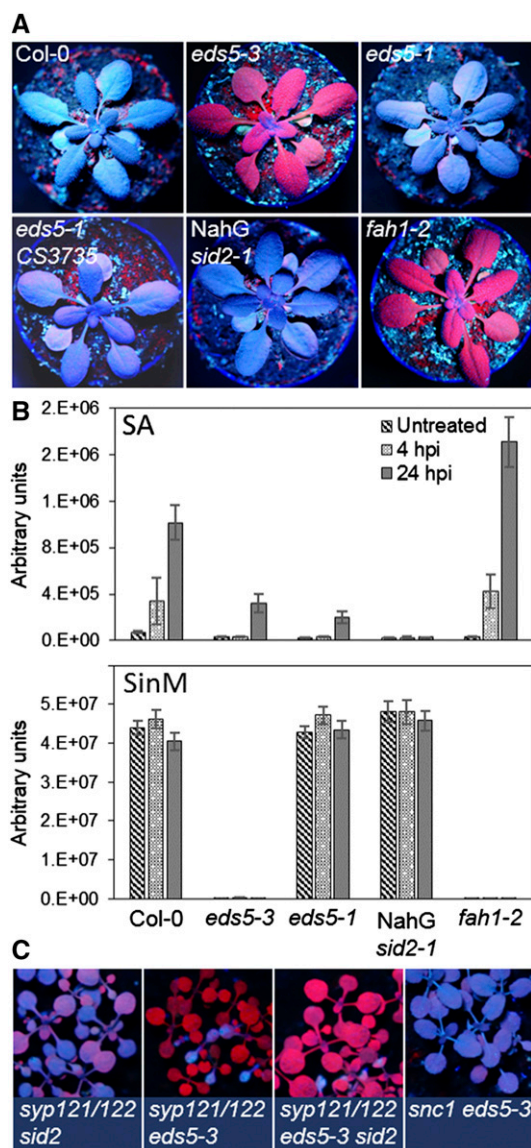 A
Col-0
eds5-3
eds5-1
eds5-1
CS3735
NahG
sid2-1
fah1-2
B
SA
Untreated
4 hpi
24 hpi
Arbitrary units
2.E+06
2.E+06
1.E+06
8.E+05
4.E+05
0.E+00
SinM
Arbitrary units
5.E+07
4.E+07
3.E+07
2.E+07
1.E+07
0.E+00
Col-0
eds5-3
eds5-1
NahG
sid2-1
fah1-2
C
syp121/122
sid2
syp121/122
eds5-3
syp121/122
eds5-3 sid2
snc1 eds5-3